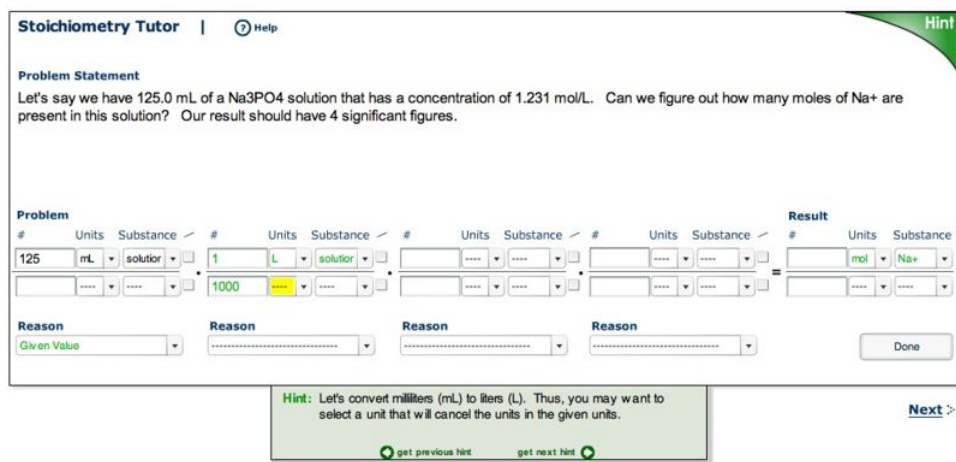 Stoichiometry Tutor | ? Help
Hint
Problem Statement
Let's say we have 125.0 mL of a Na3PO4 solution that has a concentration of 1.231 mol/L. Can we figure out how many moles of Na+ are
present in this solution? Our result should have 4 significant figures.
Problem Result
# Units Substance # Units Substance # Units Substance # Units Substance # Units Substance
125 mL solution 1 L solution ---- ---- ---- ---- mol Na+
=
---- ---- 1000 ---- ---- ---- ---- ---- ---- ---- ----
Reason Reason Reason Reason
Given Value ------------------------------- ------------------------------- ------------------------------- Done
Hint: Let's convert milliliters (mL) to liters (L). Thus, you may want to
select a unit that will cancel the units in the given units.
Next >
get previous hint get next hint